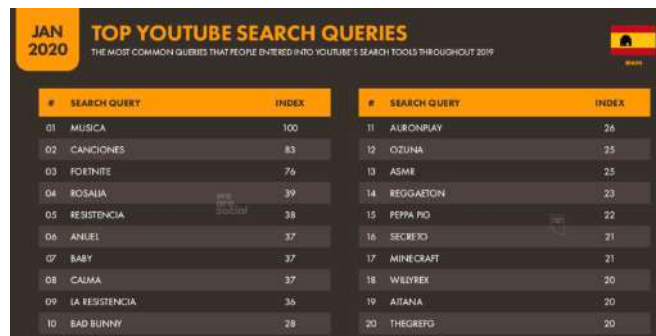 JAN
2020
TOP YOUTUBE SEARCH QUERIES
THE MOST COMMON QUERIES THAT PEOPLE ENTERED INTO YOUTUBE'S SEARCH TOOLS THROUGHOUT 2019
SPAIN
# SEARCH QUERY INDEX
01 MUSICA 100
02 CANCIONES 83
03 FORTNITE 76
04 ROSALIA 39
05 RESISTENCIA 38
06 ANUEL 37
07 BABY 37
08 CALMA 37
09 LA RESISTENCIA 36
10 BAD BUNNY 28
we
are
social
# SEARCH QUERY INDEX
11 AURONPLAY 26
12 OZUNA 25
13 ASMR 25
14 REGGAETON 23
15 PEPPA PIG 22
16 SECRETO 21
17 MINECRAFT 21
18 WILLYREX 20
19 AITANA 20
20 THEGREFG 20